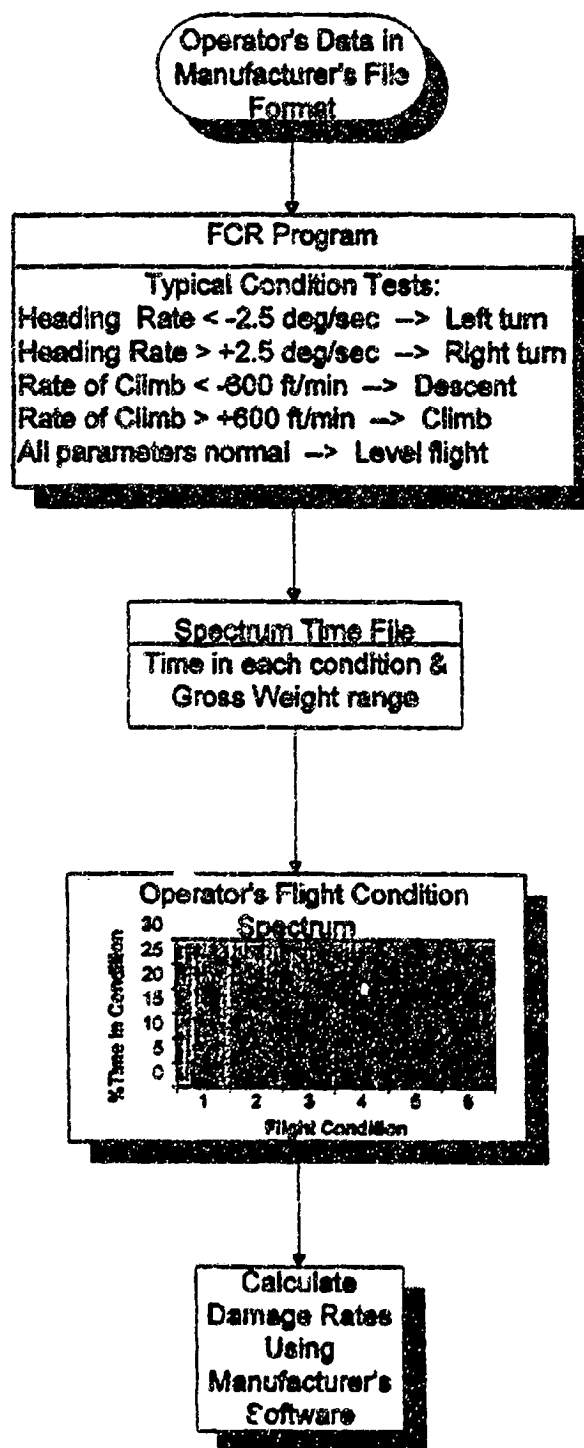 Operator's Data in
Manufacturer's File
Format
FCR Program
Typical Condition Tests:
Heading Rate < -2.5 deg/sec --> Left turn
Heading Rate > +2.5 deg/sec --> Right turn
Rate of Climb < -600 ft/min --> Descent
Rate of Climb > +600 ft/min --> Climb
All parameters normal --> Level flight
Spectrum Time File
Time in each condition &
Gross Weight range
Operator's Flight Condition
Spectrum
%Time in Condition
30
25
20
15
10
5
0
1 2 3 4 5 6
Flight Condition
Calculate
Damage Rates
Using
Manufacturer's
Software